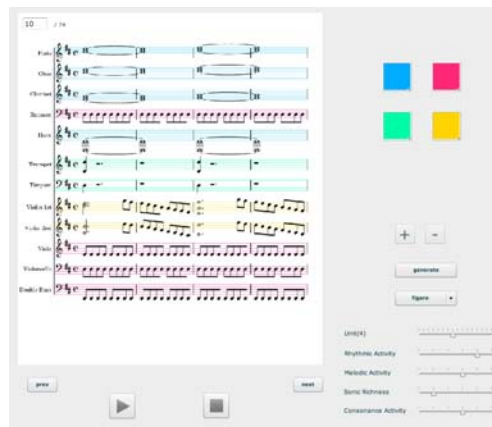 10 / 74
Flute
Oboe
Clarinet
Bassoon
Horn
Trumpet
Timpani
Violin 1st
Violin 2nd
Viola
Violoncello
Double Bass
+ -
generate
figure
Unit(4)
Rhythmic Activity
Melodic Activity
Sonic Richness
Consonance Activity
prev
next